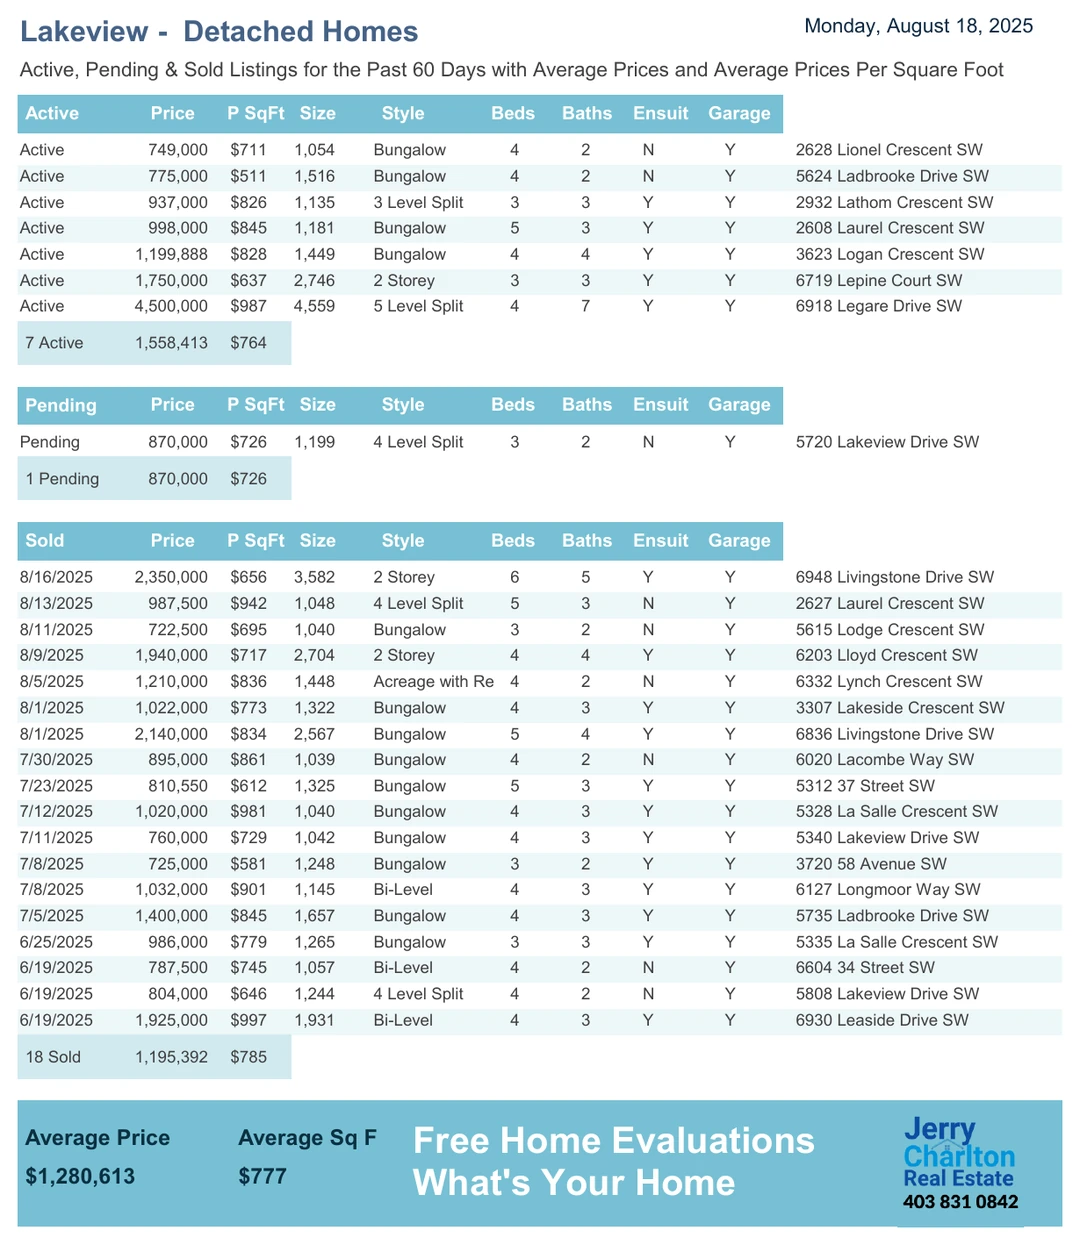 Lakeview - Detached Homes
Monday, August 18, 2025
Active, Pending & Sold Listings for the Past 60 Days with Average Prices and Average Prices Per Square Foot
Active Price P SqFt Size Style Beds Baths Ensuit Garage
Active 749,000 $711 1,054 Bungalow 4 2 N Y 2628 Lionel Crescent SW
Active 775,000 $511 1,516 Bungalow 4 2 N Y 5624 Ladbrooke Drive SW
Active 937,000 $826 1,135 3 Level Split 3 3 Y Y 2932 Lathom Crescent SW
Active 998,000 $845 1,181 Bungalow 5 3 Y Y 2608 Laurel Crescent SW
Active 1,199,888 $828 1,449 Bungalow 4 4 Y Y 3623 Logan Crescent SW
Active 1,750,000 $637 2,746 2 Storey 3 3 Y Y 6719 Lepine Court SW
Active 4,500,000 $987 4,559 5 Level Split 4 7 Y Y 6918 Legare Drive SW
7 Active 1,558,413 $764
Pending Price P SqFt Size Style Beds Baths Ensuit Garage
Pending 870,000 $726 1,199 4 Level Split 3 2 N Y 5720 Lakeview Drive SW
1 Pending 870,000 $726
Sold Price P SqFt Size Style Beds Baths Ensuit Garage
8/16/2025 2,350,000 $656 3,582 2 Storey 6 5 Y Y 6948 Livingstone Drive SW
8/13/2025 987,500 $942 1,048 4 Level Split 5 3 N Y 2627 Laurel Crescent SW
8/11/2025 722,500 $695 1,040 Bungalow 3 2 N Y 5615 Lodge Crescent SW
8/9/2025 1,940,000 $717 2,704 2 Storey 4 4 Y Y 6203 Lloyd Crescent SW
8/5/2025 1,210,000 $836 1,448 Acreage with Re 4 2 N Y 6332 Lynch Crescent SW
8/1/2025 1,022,000 $773 1,322 Bungalow 4 3 Y Y 3307 Lakeside Crescent SW
8/1/2025 2,140,000 $834 2,567 Bungalow 5 4 Y Y 6836 Livingstone Drive SW
7/30/2025 895,000 $861 1,039 Bungalow 4 2 N Y 6020 Lacombe Way SW
7/23/2025 810,550 $612 1,325 Bungalow 5 3 Y Y 5312 37 Street SW
7/12/2025 1,020,000 $981 1,040 Bungalow 4 3 Y Y 5328 La Salle Crescent SW
7/11/2025 760,000 $729 1,042 Bungalow 4 3 Y Y 5340 Lakeview Drive SW
7/8/2025 725,000 $581 1,248 Bungalow 3 2 Y Y 3720 58 Avenue SW
7/8/2025 1,032,000 $901 1,145 Bi-Level 4 3 Y Y 6127 Longmoor Way SW
7/5/2025 1,400,000 $845 1,657 Bungalow 4 3 Y Y 5735 Ladbrooke Drive SW
6/25/2025 986,000 $779 1,265 Bungalow 3 3 Y Y 5335 La Salle Crescent SW
6/19/2025 787,500 $745 1,057 Bi-Level 4 2 N Y 6604 34 Street SW
6/19/2025 804,000 $646 1,244 4 Level Split 4 2 N Y 5808 Lakeview Drive SW
6/19/2025 1,925,000 $997 1,931 Bi-Level 4 3 Y Y 6930 Leaside Drive SW
18 Sold 1,195,392 $785
Average Price Average Sq F
$1,280,613 $777
Free Home Evaluations
What's Your Home
Jerry
Charlton
Real Estate
403 831 0842